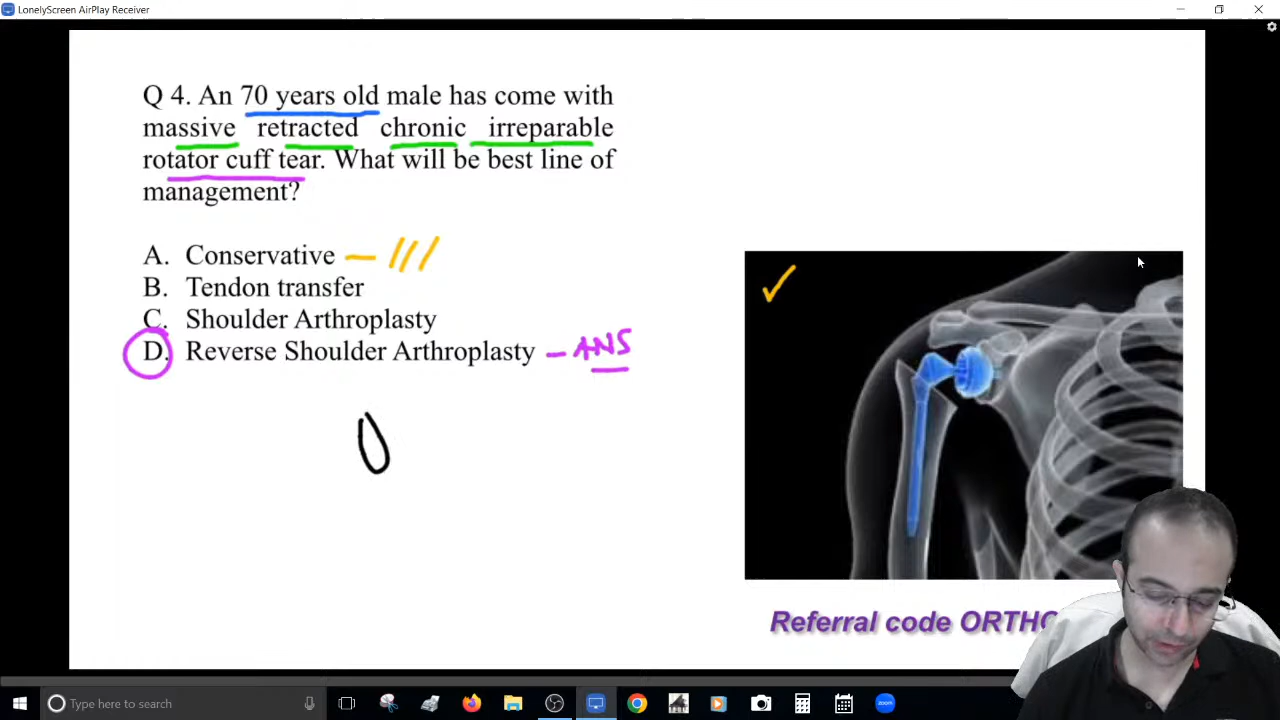 LonelyScreen AirPlay Receiver
Q 4. An 70 years old male has come with
massive retracted chronic irreparable
rotator cuff tear. What will be best line of
management?
A. Conservative –
B. Tendon transfer
C. Shoulder Arthroplasty
D. Reverse Shoulder Arthroplasty – ANS
Referral code
Type here to search
zoom